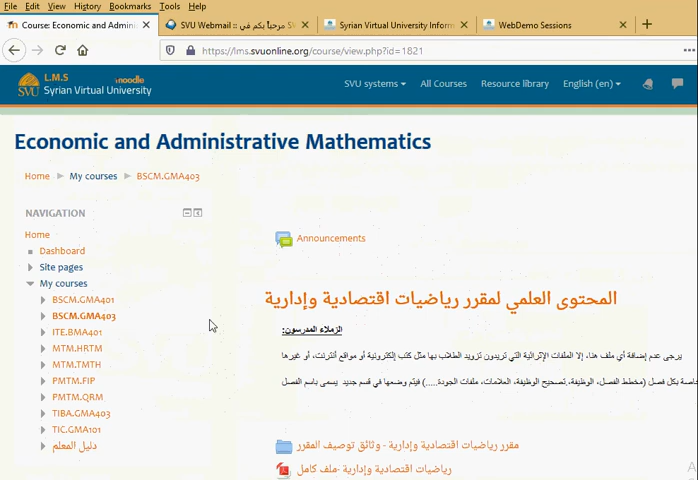 File Edit View History Bookmarks Tools Help
Course: Economic and Admini
SVU Webmail :: مرحباً بكم في
Syrian Virtual University Inform
WebDemo Sessions
https://lms.svuonline.org/course/view.php?id=1821
L.M.S
moodle
SVU
Syrian Virtual University
SVU systems
All Courses
Resource library
English (en)
Economic and Administrative Mathematics
Home
My courses
BSCM.GMA403
NAVIGATION
Home
Dashboard
Site pages
My courses
BSCM.GMA401
BSCM.GMA403
ITE.BMA401
MTM.HRTM
MTM.TMTH
PMTM.FIP
PMTM.QRM
TIBA.GMA403
TIC.GMA101
دليل المعلم
Announcements
المحتوى العلمي لمقرر رياضيات اقتصادية وإدارية
الزملاء المدرسون:
يرجى عدم إضافة أي ملف هنا، إلا الملفات الإثرائية التي تريدون تزويد الطلاب بها مثل كتب إلكترونية أو مواقع أنترنت، أو غيرها
خاصة بكل فصل (مخطط الفصل، الوظيفة، تصحيح الوظيفة، العلامات، ملفات الجودة.....) فيتم وضعها في قسم جديد يسمى باسم الفصل
مقرر رياضيات اقتصادية وإدارية - وثائق توصيف المقرر
رياضيات اقتصادية وإدارية -ملف كامل